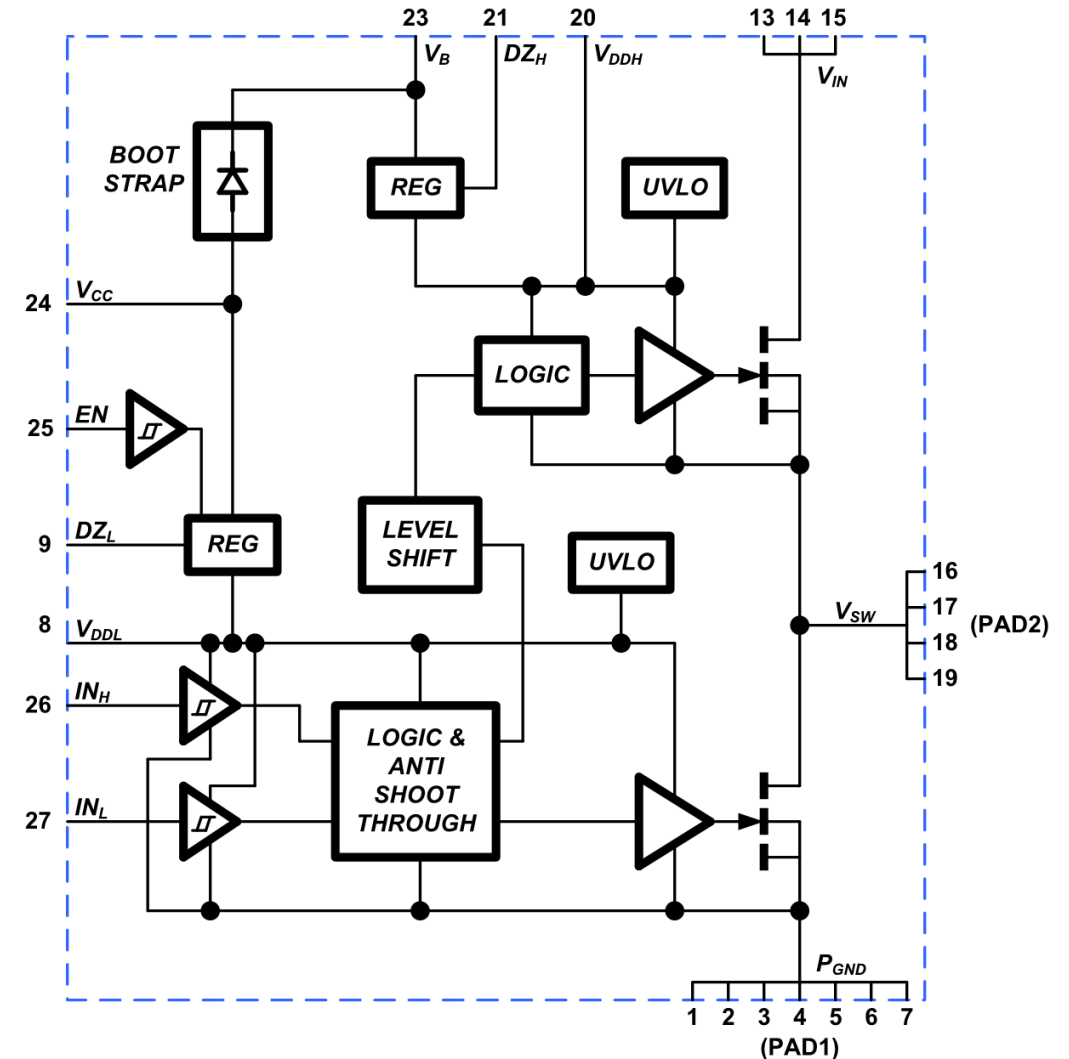 23 21 20 13 14 15
VB DZH VDDH VIN
BOOT
STRAP
REG
UVLO
24 VCC
LOGIC
25 EN
9 DZL
REG
LEVEL
SHIFT
UVLO
8 VDDL
VSW
16
17
(PAD2)
18
19
26 INH
LOGIC &
ANTI
SHOOT
THROUGH
27 INL
PGND
1 2 3 4 5 6 7
(PAD1)